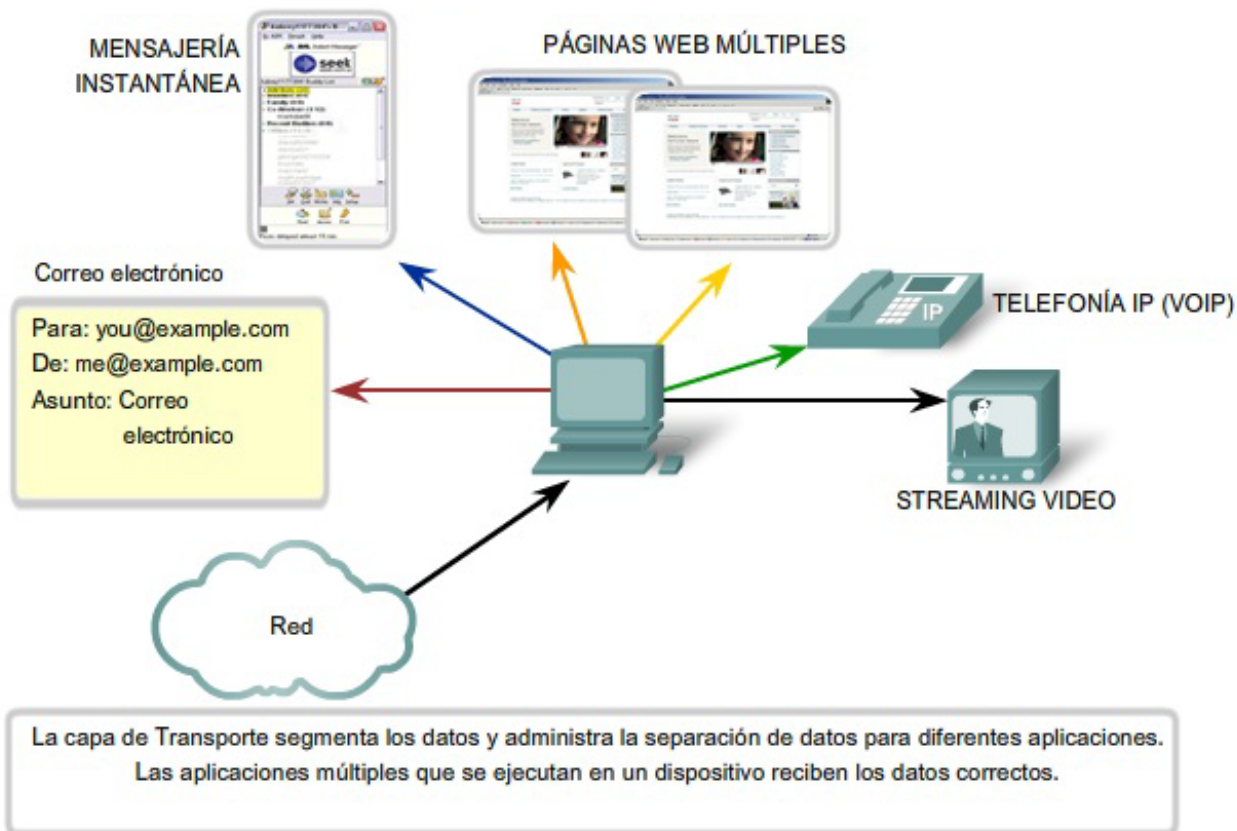 MENSAJERÍA
INSTANTÁNEA
seek
PÁGINAS WEB MÚLTIPLES
Correo electrónico
Para: you@example.com
De: me@example.com
Asunto: Correo
electrónico
IP
TELEFONÍA IP (VOIP)
STREAMING VIDEO
Red
La capa de Transporte segmenta los datos y administra la separación de datos para diferentes aplicaciones.
Las aplicaciones múltiples que se ejecutan en un dispositivo reciben los datos correctos.